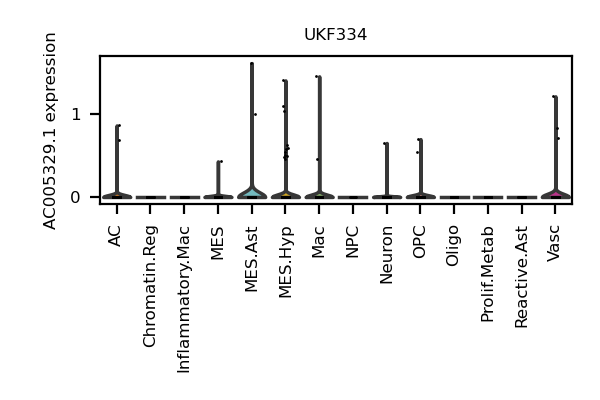 UKF334
AC005329.1 expression
1
0
AC
Chromatin.Reg
Inflammatory.Mac
MES
MES.Ast
MES.Hyp
Mac
NPC
Neuron
OPC
Oligo
Prolif.Metab
Reactive.Ast
Vasc